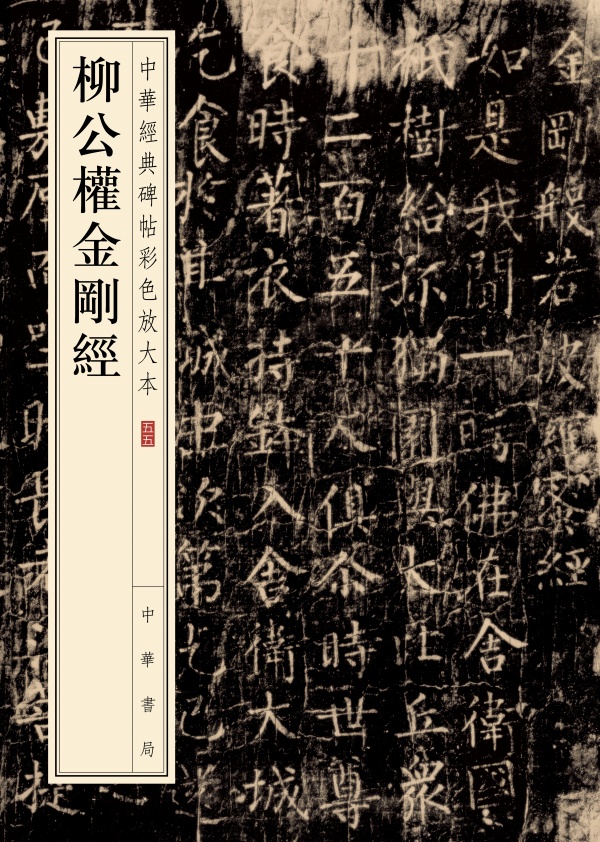 中華經典碑帖彩色放大本
五五
中華書局
柳公權金剛經
金剛般若波羅蜜經
如是我聞一時佛在舍衛國
祇樹給孤獨園與大比丘衆
千二百五十人俱尒時世尊
食時著衣持鉢入舍衛大城
乞食於其城中次第乞已還